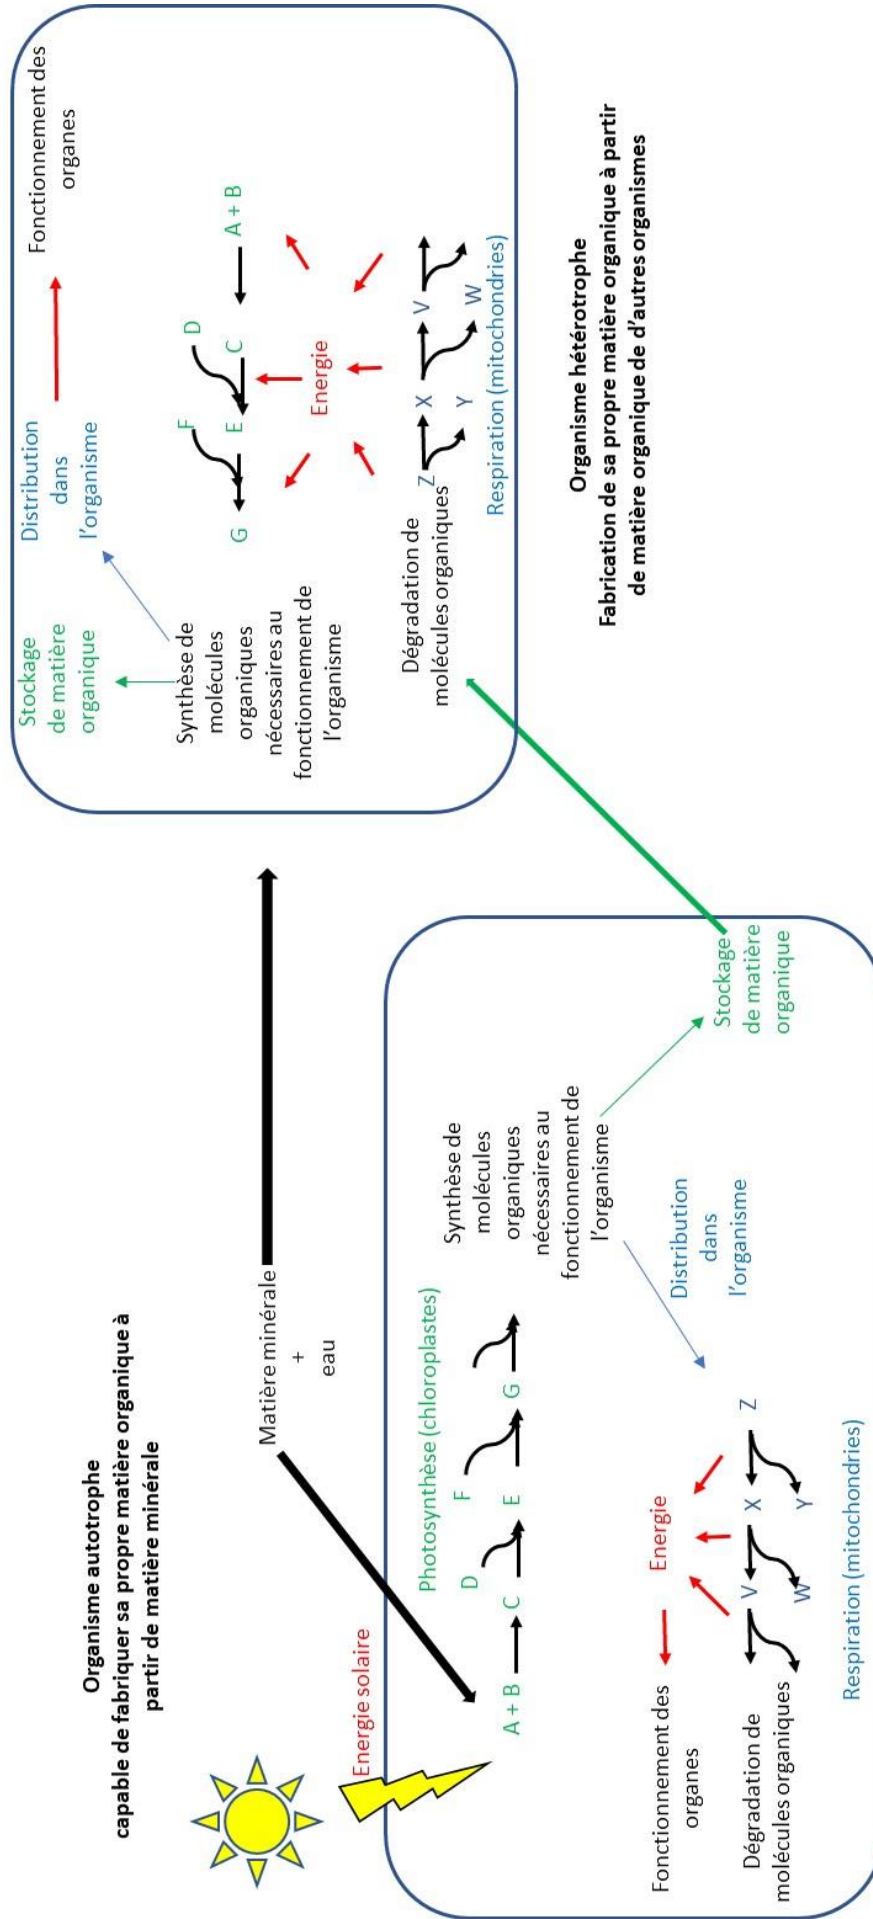 Organisme autotrophe
capable de fabriquer sa propre matière organique à
partir de matière minérale
Energie solaire
Matière minérale
+
eau
Photosynthèse (chloroplastes)
D
F
A + B
C
E
G
Synthèse de
molécules
organiques
nécessaires au
fonctionnement de
l'organisme
Stockage
de matière
organique
Distribution
dans
l'organisme
Fonctionnement des
organes
Energie
Dégradation de
molécules organiques
V
X
Z
W
Y
Respiration (mitochondries)
Stockage
de matière
organique
Distribution
dans
l'organisme
Fonctionnement des
organes
Synthèse de
molécules
organiques
nécessaires au
fonctionnement de
l'organisme
F
D
G
E
C
A + B
Energie
Dégradation de
molécules organiques
Z
X
V
Y
W
Respiration (mitochondries)
Organisme hétérotrophe
Fabrication de sa propre matière organique à partir
de matière organique de d'autres organismes